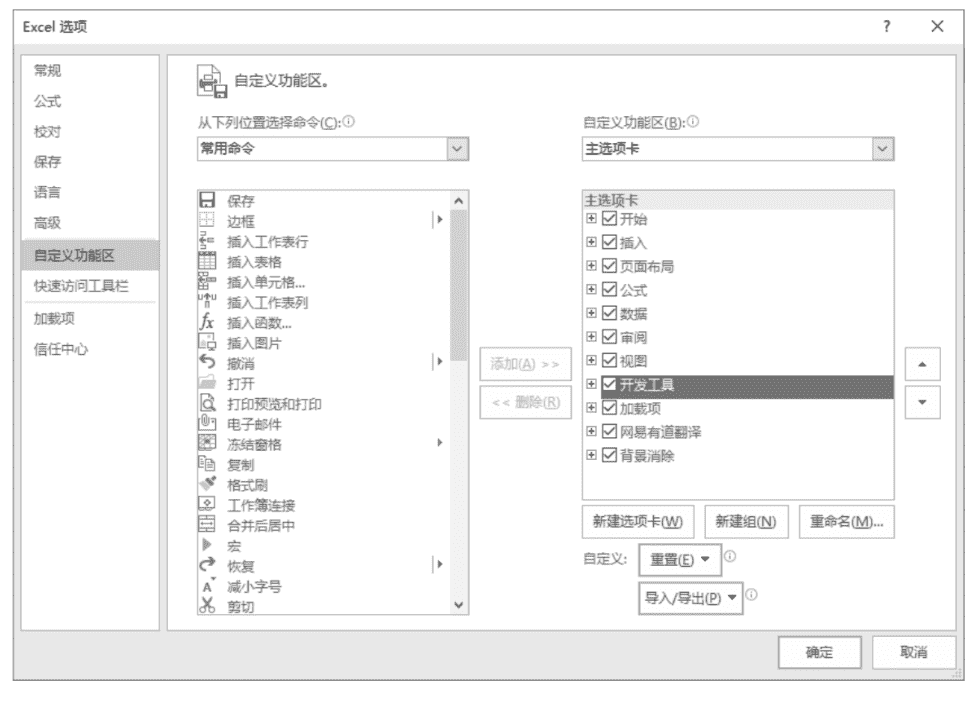 Excel 选项
?
常规
公式
校对
保存
语言
高级
自定义功能区
快速访问工具栏
加载项
信任中心
自定义功能区。
从下列位置选择命令(C):
常用命令
保存
边框
插入工作表行
插入表格
插入单元格...
插入工作表列
插入函数...
插入图片
撤消
打开
打印预览和打印
电子邮件
冻结窗格
复制
格式刷
工作簿连接
合并后居中
宏
恢复
减小字号
剪切
添加(A) >>
<< 删除(R)
自定义功能区(B):
主选项卡
主选项卡
开始
插入
页面布局
公式
数据
审阅
视图
开发工具
加载项
网易有道翻译
背景消除
新建选项卡(W) 新建组(N) 重命名(M)...
自定义: 重置(E)
导入/导出(P)
确定 取消